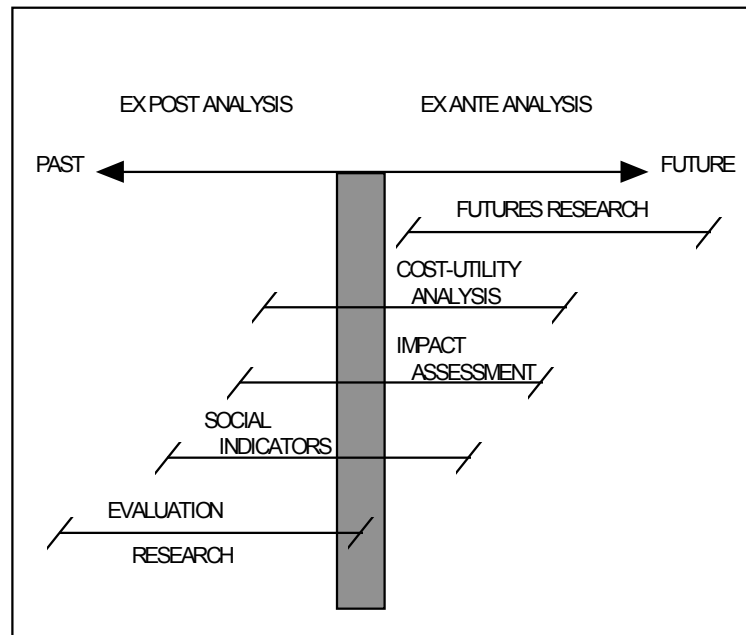 EX POST ANALYSIS
EX ANTE ANALYSIS
PAST
FUTURE
FUTURES RESEARCH
COST-UTILITY
ANALYSIS
IMPACT
ASSESSMENT
SOCIAL
INDICATORS
EVALUATION
RESEARCH